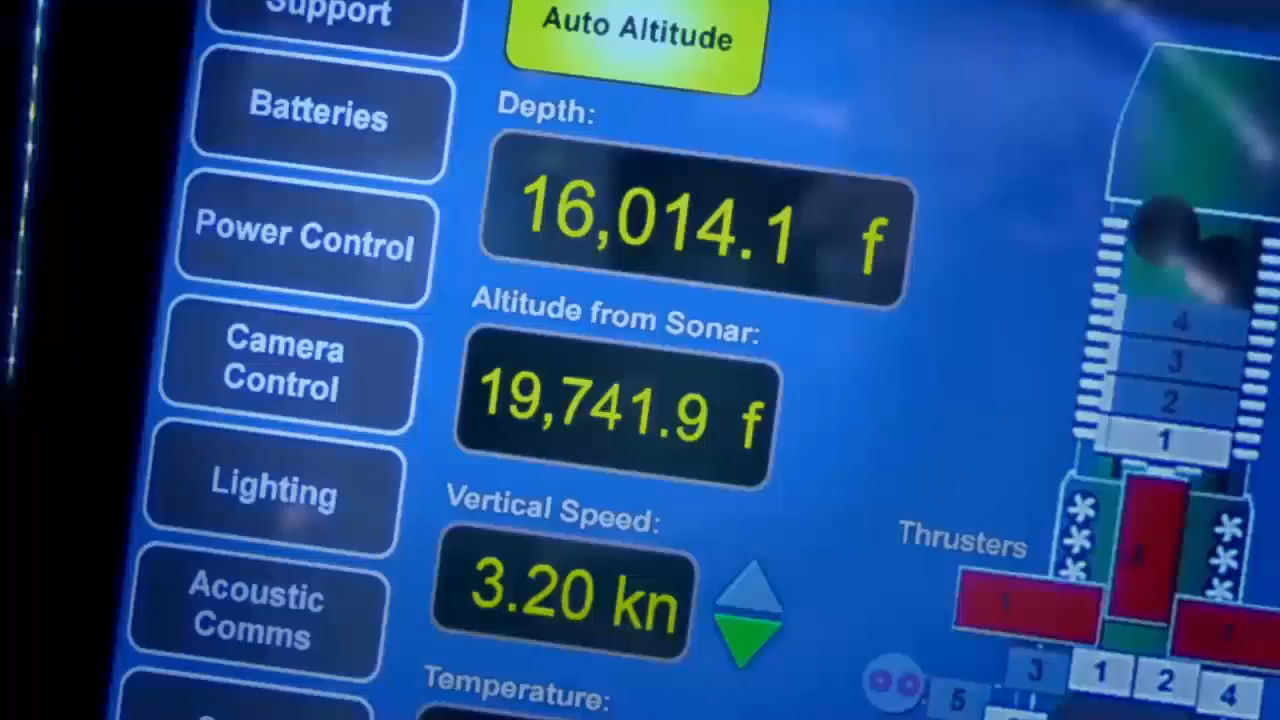 Support
Auto Altitude
Batteries
Depth:
16,014.1 f
Power Control
Altitude from Sonar:
19,741.9 f
Camera
Control
Lighting
Vertical Speed:
3.20 kn
Acoustic
Comms
Temperature:
Thrusters
4
3
2
1
3
1
2
4
5